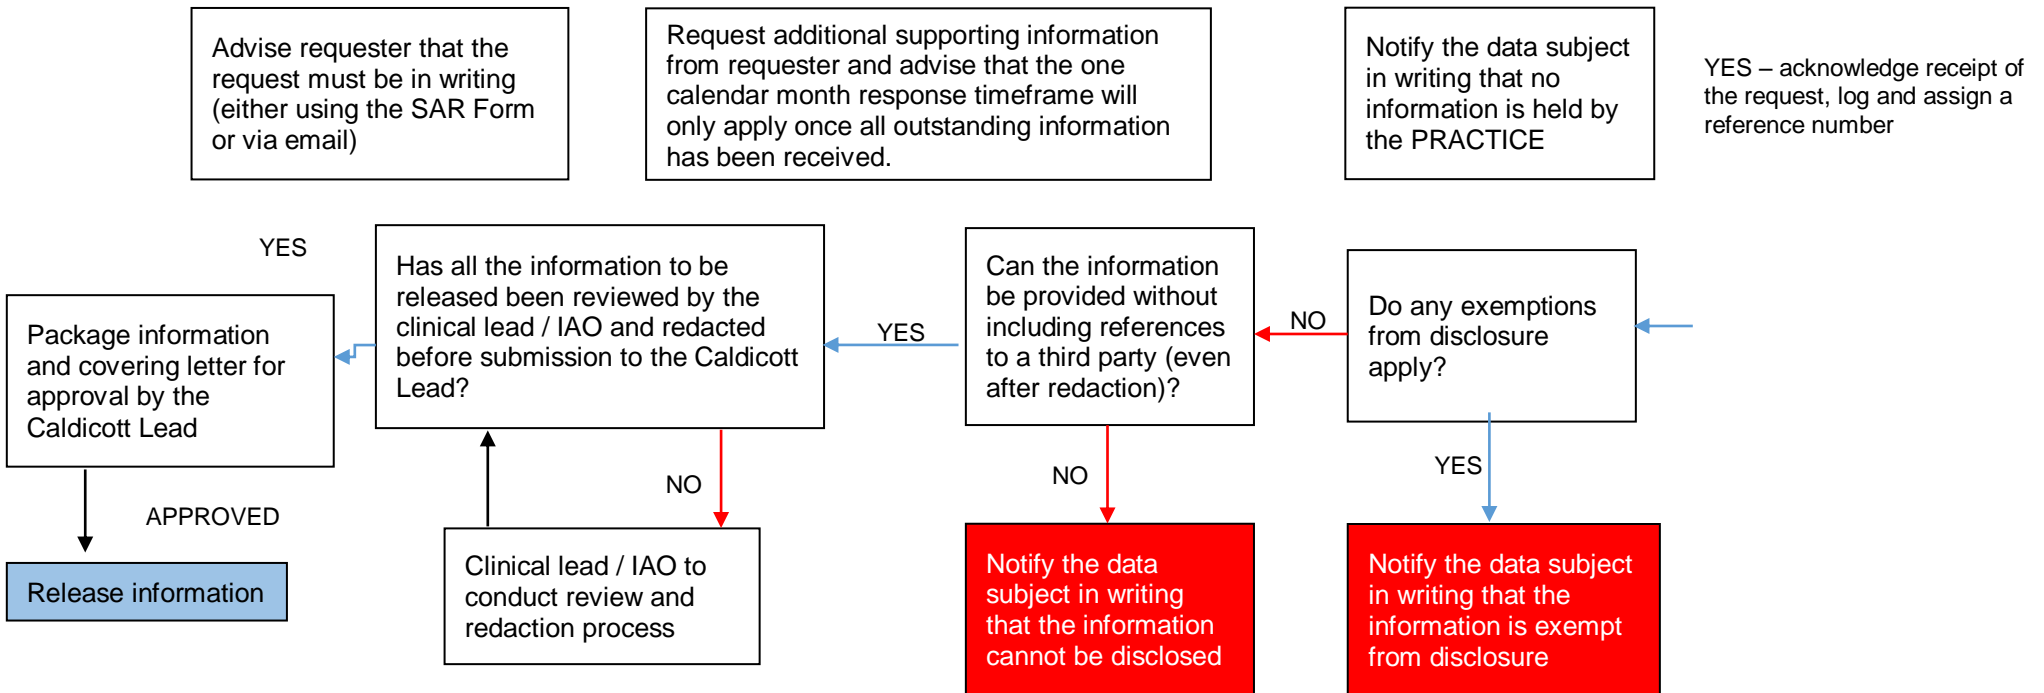 Advise requester that the
request must be in writing
(either using the SAR Form
or via email)
Request additional supporting information
from requester and advise that the one
calendar month response timeframe will
only apply once all outstanding information
has been received.
Notify the data subject
in writing that no
information is held by
the PRACTICE
YES – acknowledge receipt of
the request, log and assign a
reference number
YES
Package information
and covering letter for
approval by the
Caldicott Lead
Has all the information to be
released been reviewed by the
clinical lead / IAO and redacted
before submission to the Caldicott
Lead?
YES
Can the information
be provided without
including references
to a third party (even
after redaction)?
NO
Do any exemptions
from disclosure
apply?
APPROVED
NO
NO
YES
Release information
Clinical lead / IAO to
conduct review and
redaction process
Notify the data
subject in writing
that the information
cannot be disclosed
Notify the data subject
in writing that the
information is exempt
from disclosure